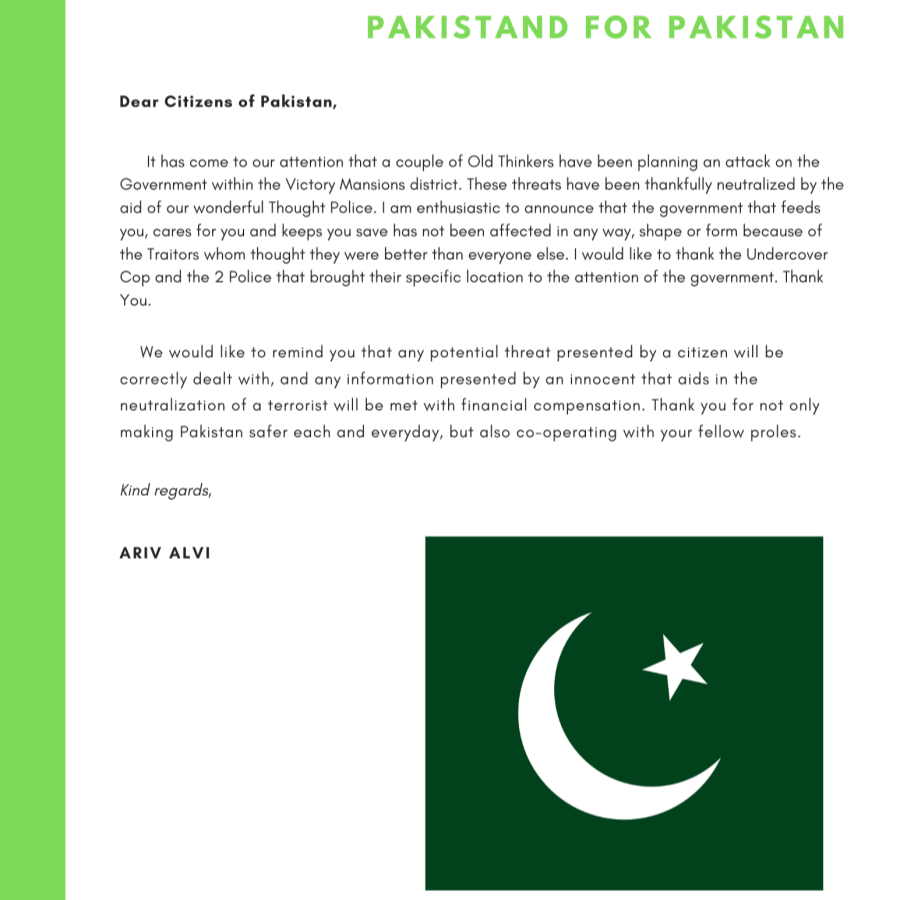 PAKISTAND FOR PAKISTAN
Dear Citizens of Pakistan,
It has come to our attention that a couple of Old Thinkers have been planning an attack on the
Government within the Victory Mansions district. These threats have been thankfully neutralized by the
aid of our wonderful Thought Police. I am enthusiastic to announce that the government that feeds
you, cares for you and keeps you save has not been affected in any way, shape or form because of
the Traitors whom thought they were better than everyone else. I would like to thank the Undercover
Cop and the 2 Police that brought their specific location to the attention of the government. Thank
You.
We would like to remind you that any potential threat presented by a citizen will be
correctly dealt with, and any information presented by an innocent that aids in the
neutralization of a terrorist will be met with financial compensation. Thank you for not only
making Pakistan safer each and everyday, but also co-operating with your fellow proles.
Kind regards,
ARIV ALVI